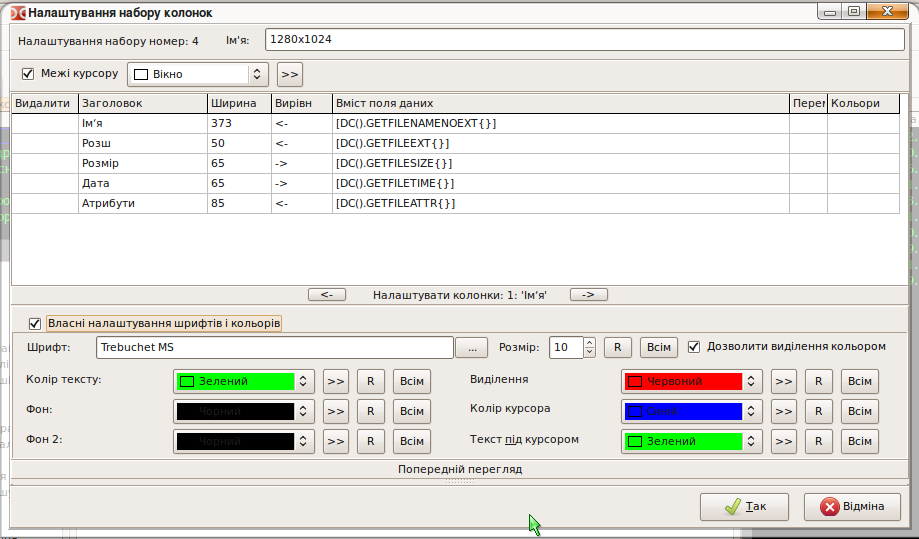 Налаштування набору колонок
Налаштування набору номер: 4 Ім'я: 1280x1024
Межі курсору Вікно >>
Видалити Заголовок Ширина Вирівн Вміст поля даних Перем Кольори
Ім'я 373 <- [DC().GETFILENAMENOEXT{}]
Розш 50 <- [DC().GETFILEEXT{}]
Розмір 65 -> [DC().GETFILESIZE{}]
Дата 65 -> [DC().GETFILETIME{}]
Атрибути 85 <- [DC().GETFILEATTR{}]
<- Налаштувати колонки: 1: 'Ім'я' ->
Власні налаштування шрифтів і кольорів
Шрифт: Trebuchet MS ... Розмір: 10 R Всім Дозволити виділення кольором
Колір тексту: Зелений >> R Всім Виділення Червоний >> R Всім
Фон: Чорний >> R Всім Колір курсора Синій >> R Всім
Фон 2: Чорний >> R Всім Текст під курсором Зелений >> R Всім
Попередній перегляд
Так Відміна